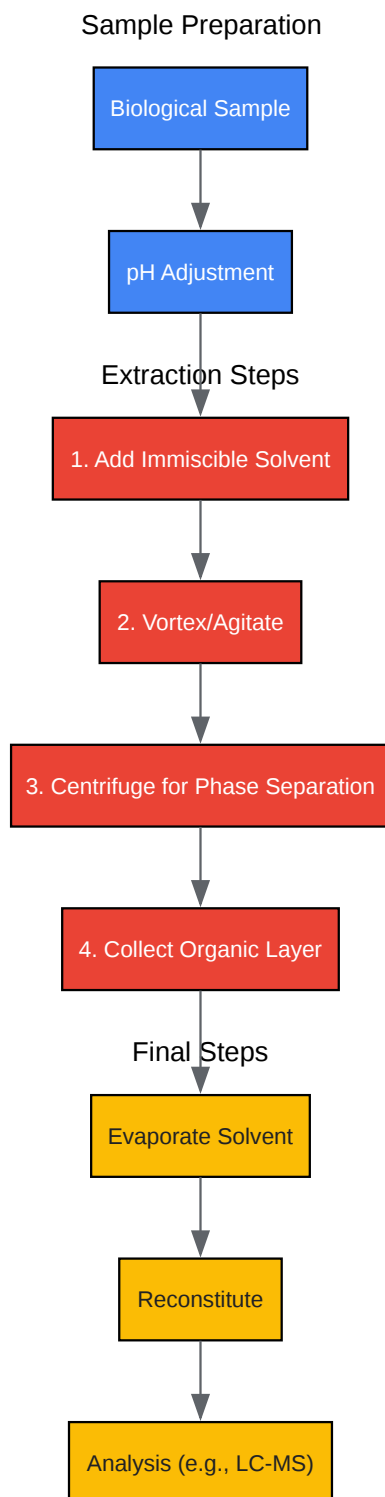 Sample Preparation
Biological Sample
pH Adjustment
Extraction Steps
1. Add Immiscible Solvent
2. Vortex/Agitate
3. Centrifuge for Phase Separation
4. Collect Organic Layer
Final Steps
Evaporate Solvent
Reconstitute
Analysis (e.g., LC-MS)